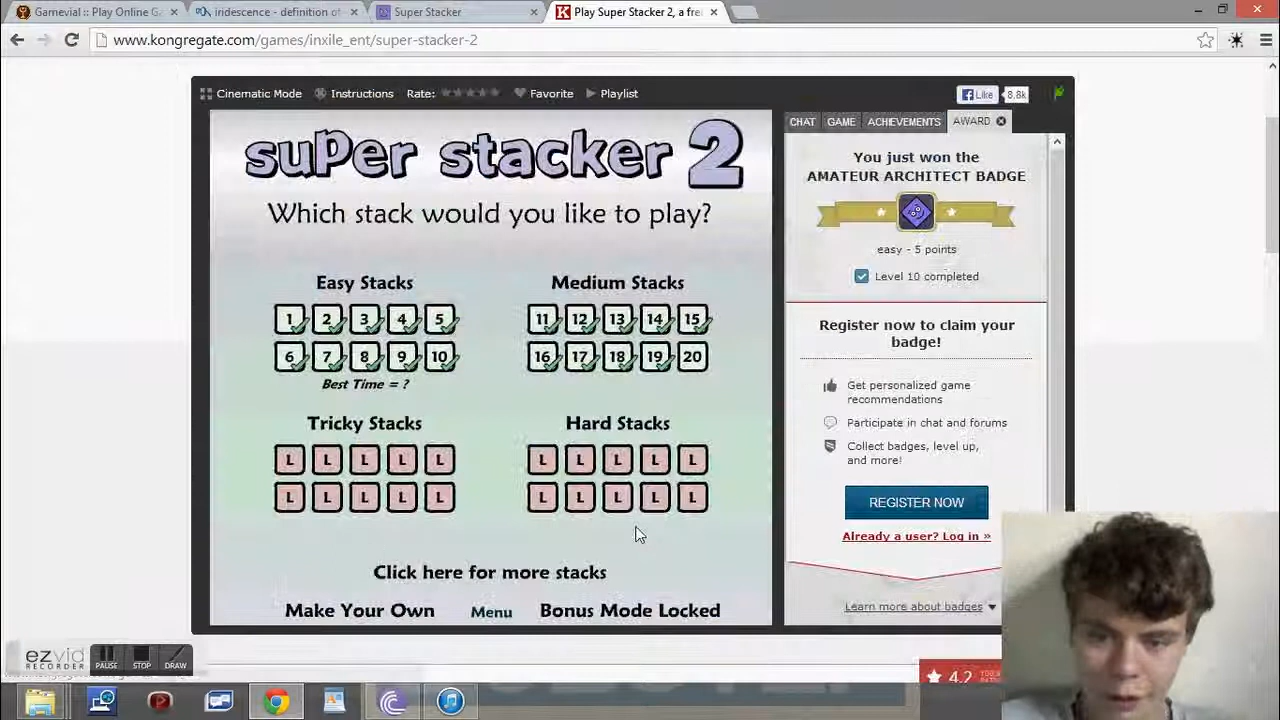 Gamevial :: Play Online G
iridescence - definition of
Super Stacker
Play Super Stacker 2, a fre
www.kongregate.com/games/inxile_ent/super-stacker-2
Cinematic Mode
Instructions
Rate:
Favorite
Playlist
Like
8.8k
super stacker 2
Which stack would you like to play?
Easy Stacks
1 2 3 4 5
6 7 8 9 10
Best Time = ?
Medium Stacks
11 12 13 14 15
16 17 18 19 20
Tricky Stacks
L L L L L
L L L L L
Hard Stacks
L L L L L
L L L L L
Click here for more stacks
Make Your Own
Menu
Bonus Mode Locked
CHAT
GAME
ACHIEVEMENTS
AWARD
You just won the
AMATEUR ARCHITECT BADGE
easy - 5 points
Level 10 completed
Register now to claim your
badge!
Get personalized game
recommendations
Participate in chat and forums
Collect badges, level up,
and more!
REGISTER NOW
Already a user? Log in »
Learn more about badges
ezvid
RECORDER
PAUSE
STOP
DRAW
4.2